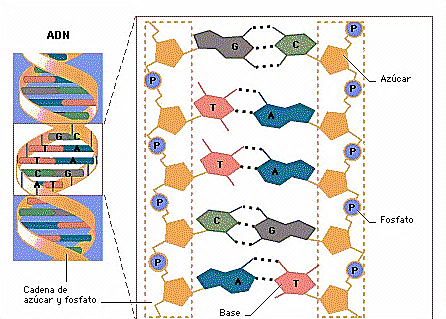 ADN
G C
T A
T A
C G
A T
P P
G C
Azúcar
P P
T A
P P
T A
P P
C G
Fosfato
P P
A T
Cadena de
azúcar y fosfato
Base